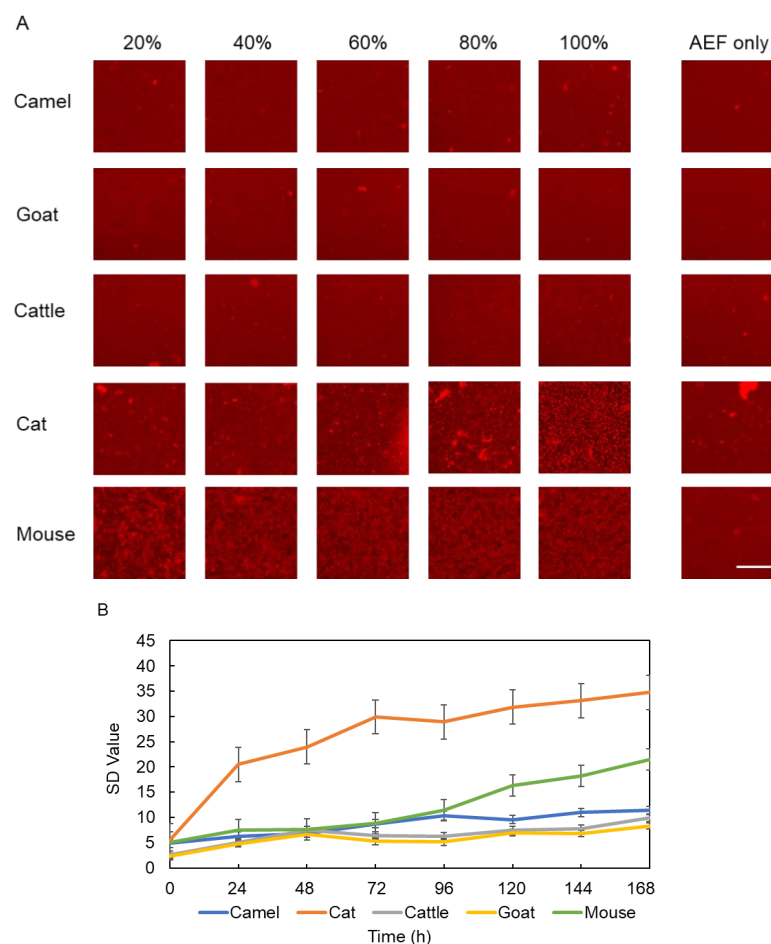 A
20% 40% 60% 80% 100% AEF only
Camel
Goat
Cattle
Cat
Mouse
B
45
40
35
30
25
20
15
10
5
0
SD Value
0 24 48 72 96 120 144 168
Camel Cat Cattle Goat Mouse
Time (h)